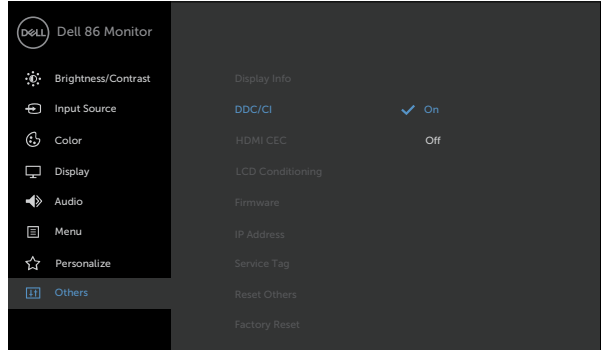 DELL Dell 86 Monitor
Brightness/Contrast
Display Info
Input Source
DDC/CI
On
Color
HDMI CEC
Off
Display
LCD Conditioning
Audio
Firmware
Menu
IP Address
Personalize
Service Tag
Others
Reset Others
Factory Reset